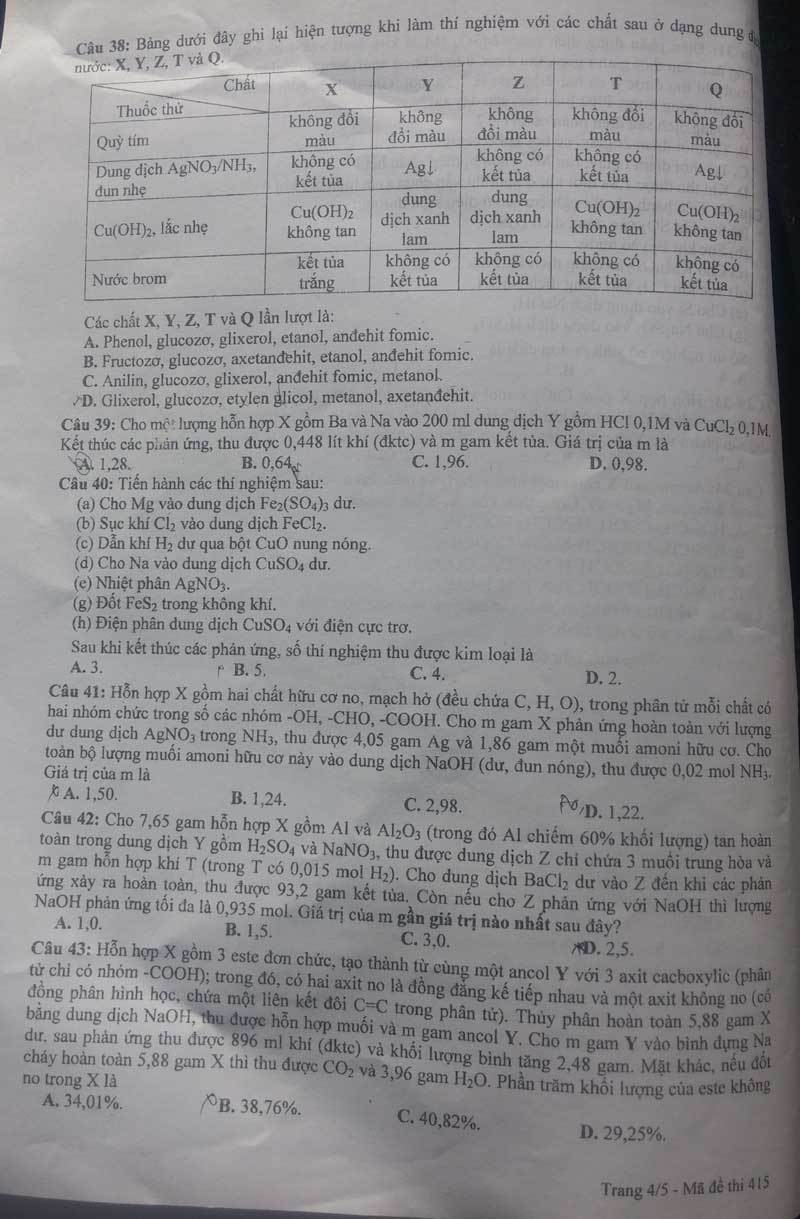 Câu 38: Bảng dưới đây ghi lại hiện tượng khi làm thí nghiệm với các chất sau ở dạng dung
nước: X, Y, Z, T và Q.
Chất X Y Z T Q
Thuốc thử
Quỳ tím không đổi màu không đổi màu không đổi màu không đổi màu không đổi màu
Dung dịch AgNO3/NH3, đun nhẹ không có kết tủa Ag↓ không có kết tủa không có kết tủa Ag↓
Cu(OH)2, lắc nhẹ Cu(OH)2 không tan dung dịch xanh lam dung dịch xanh lam Cu(OH)2 không tan Cu(OH)2 không tan
Nước brom kết tủa trắng không có kết tủa không có kết tủa không có kết tủa không có kết tủa
Các chất X, Y, Z, T và Q lần lượt là:
A. Phenol, glucozơ, glixerol, etanol, anđehit fomic.
B. Fructozơ, glucozơ, axetanđehit, etanol, anđehit fomic.
C. Anilin, glucozơ, glixerol, anđehit fomic, metanol.
D. Glixerol, glucozơ, etylen glicol, metanol, axetanđehit.
Câu 39: Cho một lượng hỗn hợp X gồm Ba và Na vào 200 ml dung dịch Y gồm HCl 0,1M và CuCl2 0,1M.
Kết thúc các phản ứng, thu được 0,448 lít khí (đktc) và m gam kết tủa. Giá trị của m là
A. 1,28. B. 0,64. C. 1,96. D. 0,98.
Câu 40: Tiến hành các thí nghiệm sau:
(a) Cho Mg vào dung dịch Fe2(SO4)3 dư.
(b) Sục khí Cl2 vào dung dịch FeCl2.
(c) Dẫn khí H2 dư qua bột CuO nung nóng.
(d) Cho Na vào dung dịch CuSO4 dư.
(e) Nhiệt phân AgNO3.
(g) Đốt FeS2 trong không khí.
(h) Điện phân dung dịch CuSO4 với điện cực trơ.
Sau khi kết thúc các phản ứng, số thí nghiệm thu được kim loại là
A. 3. B. 5. C. 4. D. 2.
Câu 41: Hỗn hợp X gồm hai chất hữu cơ no, mạch hở (đều chứa C, H, O), trong phân tử mỗi chất có
hai nhóm chức trong số các nhóm -OH, -CHO, -COOH. Cho m gam X phản ứng hoàn toàn với lượng
dư dung dịch AgNO3 trong NH3, thu được 4,05 gam Ag và 1,86 gam một muối amoni hữu cơ. Cho
toàn bộ lượng muối amoni hữu cơ này vào dung dịch NaOH (dư, đun nóng), thu được 0,02 mol NH3.
Giá trị của m là
A. 1,50. B. 1,24. C. 2,98. D. 1,22.
Câu 42: Cho 7,65 gam hỗn hợp X gồm Al và Al2O3 (trong đó Al chiếm 60% khối lượng) tan hoàn
toàn trong dung dịch Y gồm H2SO4 và NaNO3, thu được dung dịch Z chỉ chứa 3 muối trung hòa và
m gam hỗn hợp khí T (trong T có 0,015 mol H2). Cho dung dịch BaCl2 dư vào Z đến khi các phản
ứng xảy ra hoàn toàn, thu được 93,2 gam kết tủa. Còn nếu cho Z phản ứng với NaOH thì lượng
NaOH phản ứng tối đa là 0,935 mol. Giá trị của m gần giá trị nào nhất sau đây?
A. 1,0. B. 1,5. C. 3,0. D. 2,5.
Câu 43: Hỗn hợp X gồm 3 este đơn chức, tạo thành từ cùng một ancol Y với 3 axit cacboxylic (phân
tử chỉ có nhóm -COOH); trong đó, có hai axit no là đồng đẳng kế tiếp nhau và một axit không no (có
đồng phân hình học, chứa một liên kết đôi C=C trong phân tử). Thủy phân hoàn toàn 5,88 gam X
bằng dung dịch NaOH, thu được hỗn hợp muối và m gam ancol Y. Cho m gam Y vào bình đựng Na
dư, sau phản ứng thu được 896 ml khí (đktc) và khối lượng bình tăng 2,48 gam. Mặt khác, nếu đốt
cháy hoàn toàn 5,88 gam X thì thu được CO2 và 3,96 gam H2O. Phần trăm khối lượng của este không
no trong X là
A. 34,01%. B. 38,76%. C. 40,82%. D. 29,25%.
Trang 4/5 - Mã đề thi 415